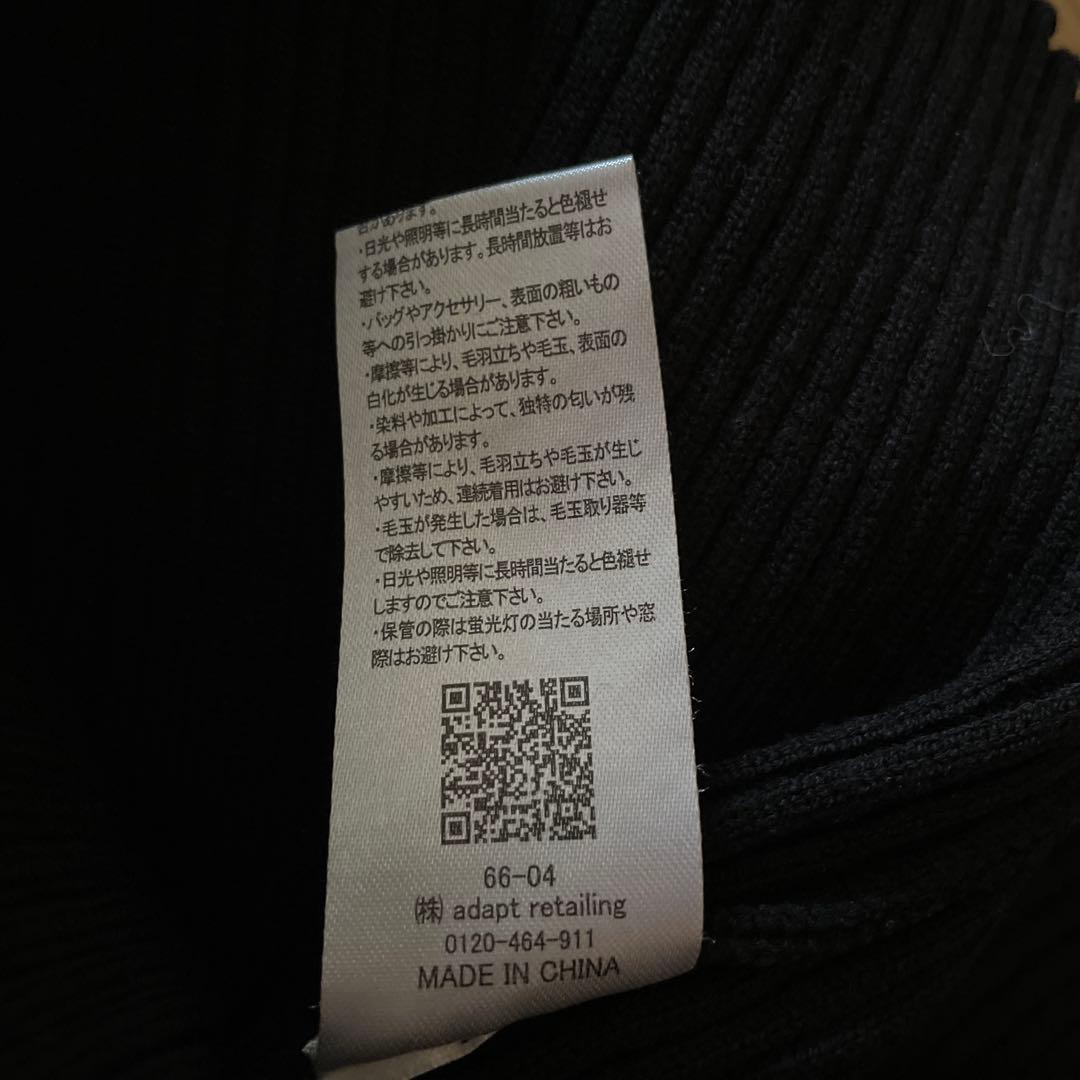 合があります。
・日光や照明等に長時間当たると色褪せ
する場合があります。長時間放置等はお
避け下さい。
・バッグやアクセサリー、表面の粗いもの
等への引っ掛かりにご注意下さい。
・摩擦等により、毛羽立ちや毛玉、表面の
白化が生じる場合があります。
・染料や加工によって、独特の匂いが残
る場合があります。
・摩擦等により、毛羽立ちや毛玉が生じ
やすいため、連続着用はお避け下さい。
・毛玉が発生した場合は、毛玉取り器等
で除去して下さい。
・日光や照明等に長時間当たると色褪せ
しますのでご注意下さい。
・保管の際は蛍光灯の当たる場所や窓
際はお避け下さい。
66-04
㈱ adapt retailing
0120-464-911
MADE IN CHINA